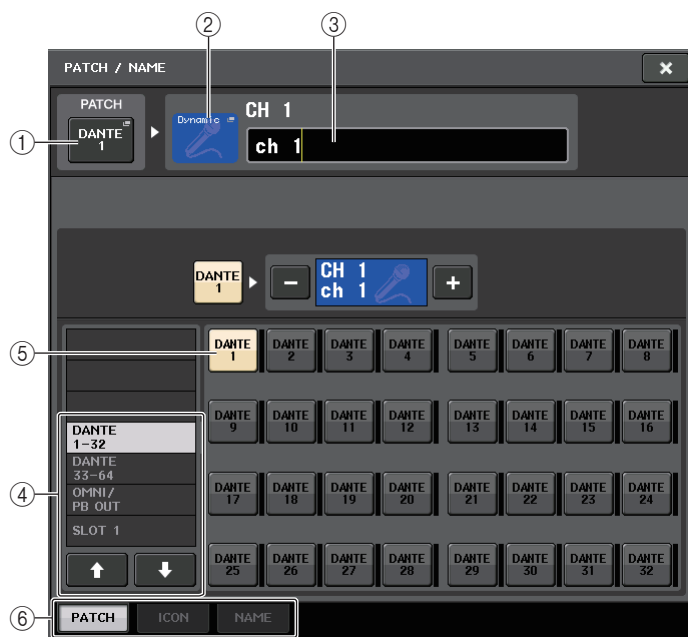 ② ③
PATCH / NAME ×
PATCH
① DANTE 1
Dynamic
CH 1
ch 1
DANTE 1
− CH 1 ch 1 +
⑤ DANTE 1 DANTE 2 DANTE 3 DANTE 4 DANTE 5 DANTE 6 DANTE 7 DANTE 8
DANTE 9 DANTE 10 DANTE 11 DANTE 12 DANTE 13 DANTE 14 DANTE 15 DANTE 16
DANTE 17 DANTE 18 DANTE 19 DANTE 20 DANTE 21 DANTE 22 DANTE 23 DANTE 24
DANTE 25 DANTE 26 DANTE 27 DANTE 28 DANTE 29 DANTE 30 DANTE 31 DANTE 32
④
DANTE
1-32
DANTE
33-64
OMNI/
PB OUT
SLOT 1
⑥ PATCH ICON NAME